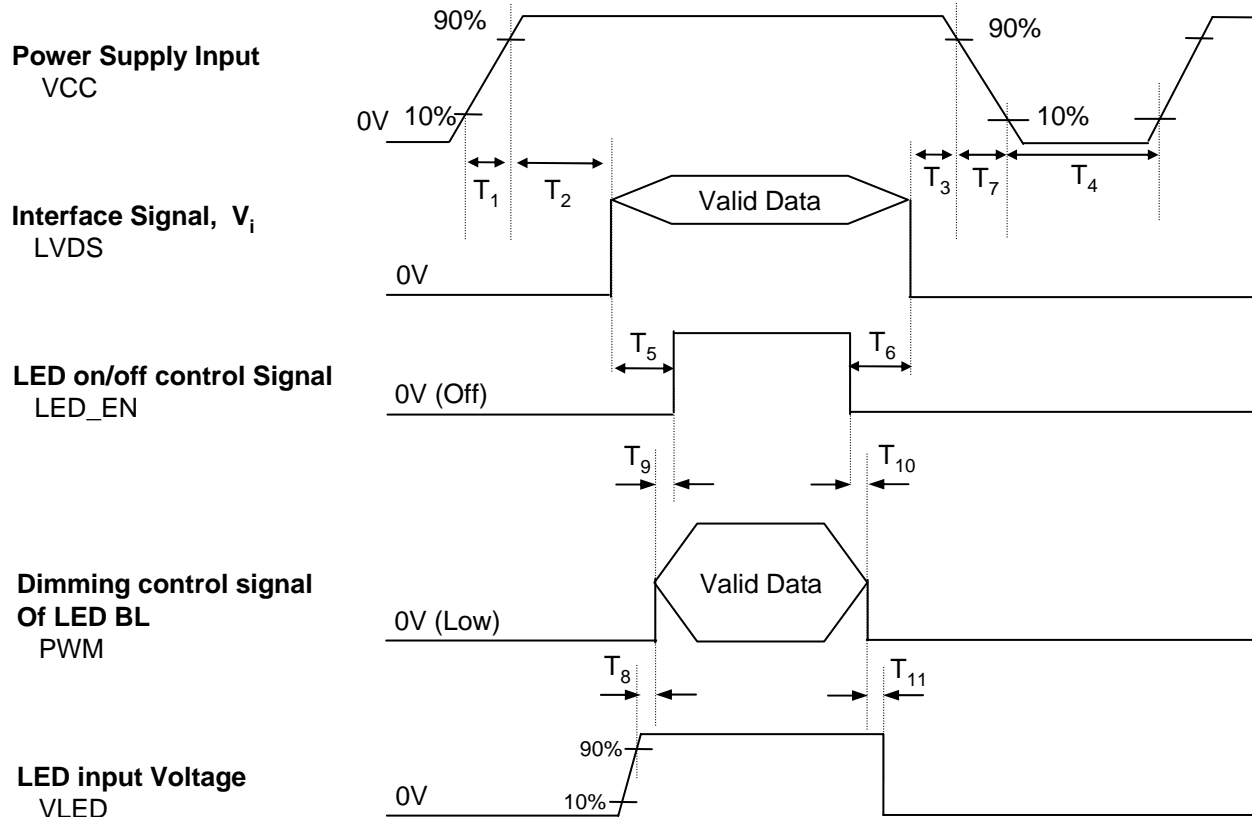 90%
90%
Power Supply Input
VCC
0V
10%
10%
T1
T2
T3
T7
T4
Valid Data
Interface Signal, Vi
LVDS
0V
T5
T6
LED on/off control Signal
LED_EN
0V (Off)
T9
T10
Valid Data
Dimming control signal
Of LED BL
PWM
0V (Low)
T8
T11
90%
LED input Voltage
VLED
0V
10%